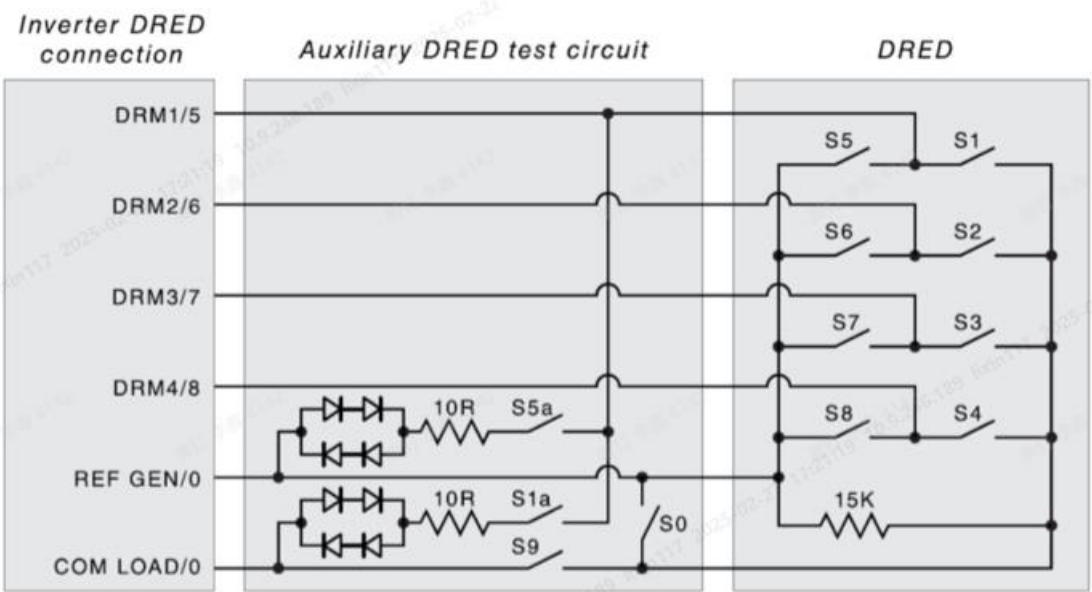 Inverter DRED
connection
Auxiliary DRED test circuit
DRED
DRM1/5
S5
S1
DRM2/6
S6
S2
DRM3/7
S7
S3
DRM4/8
10R
S5a
S8
S4
REF GEN/0
10R
S1a
S0
15K
S9
COM LOAD/0